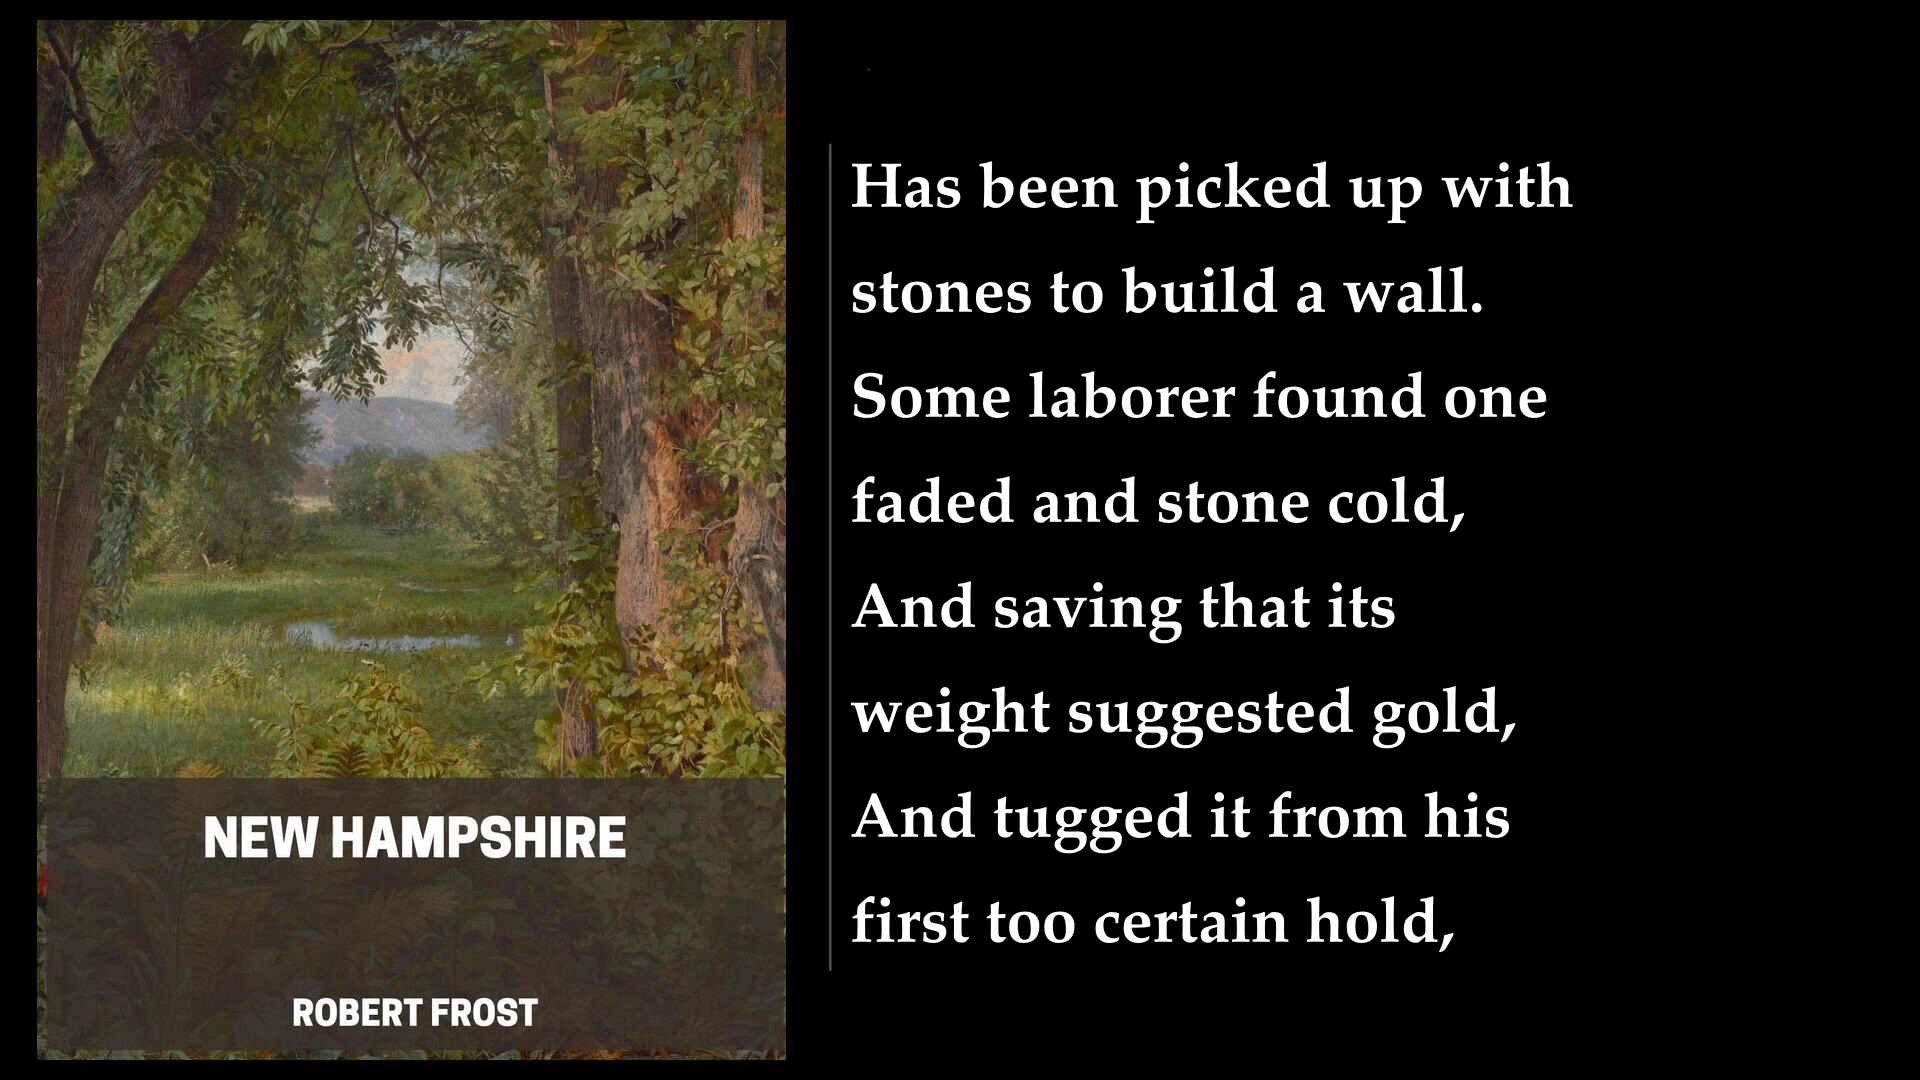 NEW HAMPSHIRE
ROBERT FROST
Has been picked up with
stones to build a wall.
Some laborer found one
faded and stone cold,
And saving that its
weight suggested gold,
And tugged it from his
first too certain hold,